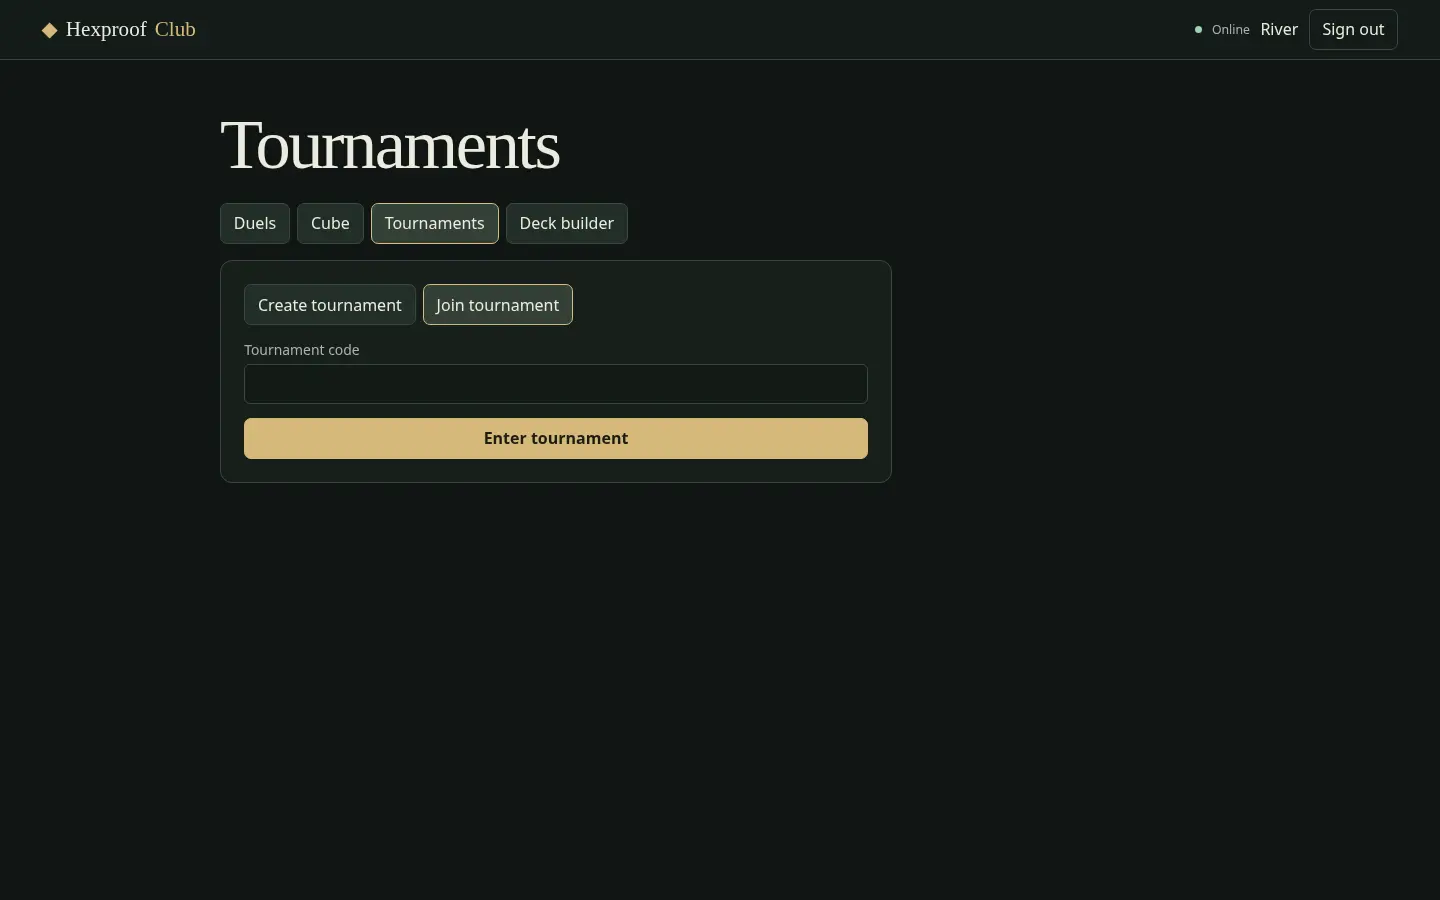 Hexproof Club
Online River Sign out
Tournaments
Duels Cube Tournaments Deck builder
Create tournament Join tournament
Tournament code
Enter tournament